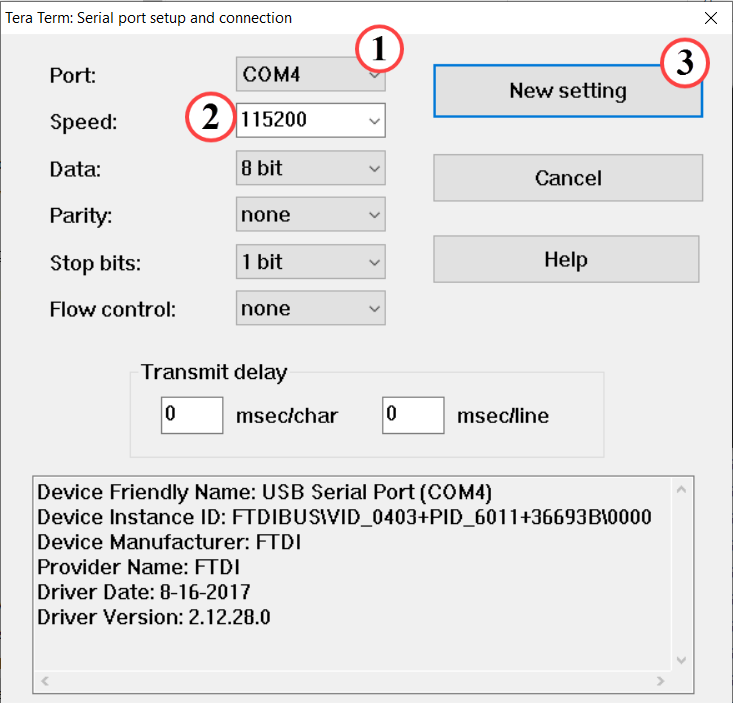 Tera Term: Serial port setup and connection
1
Port: COM4
3
New setting
2
Speed: 115200
Data: 8 bit
Cancel
Parity: none
Stop bits: 1 bit
Help
Flow control: none
Transmit delay
0 msec/char 0 msec/line
Device Friendly Name: USB Serial Port (COM4)
Device Instance ID: FTDIBUS\VID_0403+PID_6011+36693B\0000
Device Manufacturer: FTDI
Provider Name: FTDI
Driver Date: 8-16-2017
Driver Version: 2.12.28.0